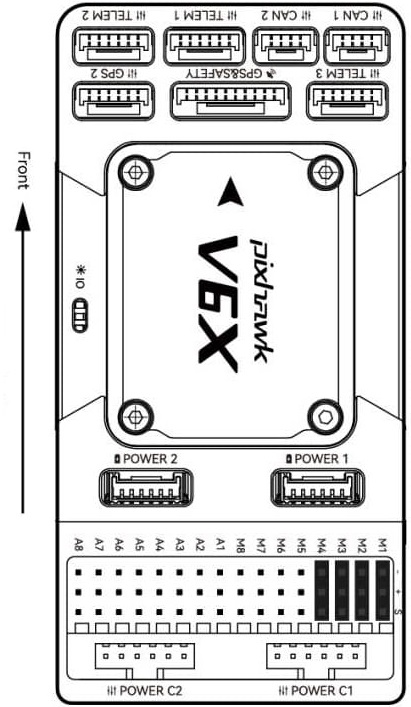 TELEM 2 TELEM 1 CAN 2 CAN 1
GPS 2 GPS&SAFETY TELEM 3
Front
pixhawk
V6X
IO
POWER 2 POWER 1
A8 A7 A6 A5 A4 A3 A2 A1 M8 M7 M6 M5 M4 M3 M2 M1
-
+
S
POWER C2 POWER C1